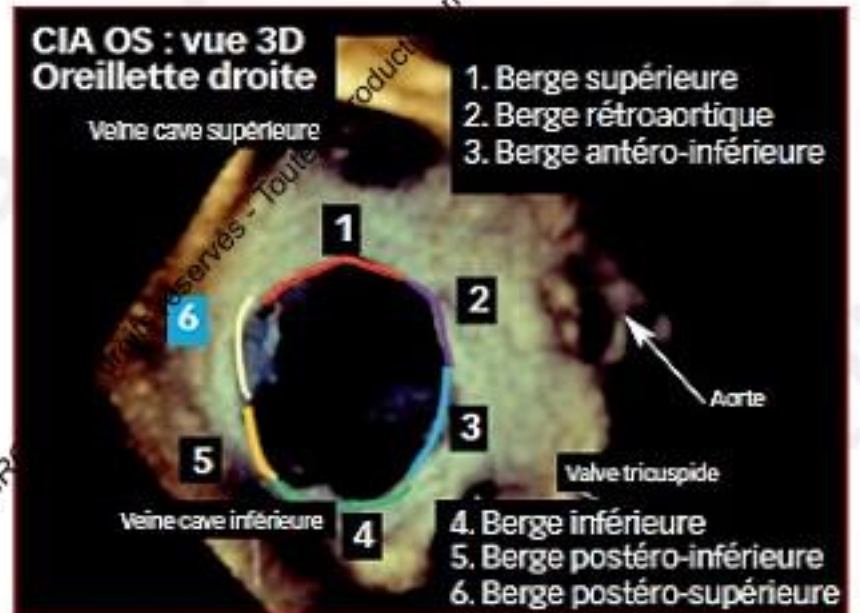 CIA OS : vue 3D
Oreillette droite
Veine cave supérieure
1. Berge supérieure
2. Berge rétroaortique
3. Berge antéro-inférieure
1
2
6
Aorte
3
5
Valve tricuspide
Veine cave inférieure
4
4. Berge inférieure
5. Berge postéro-inférieure
6. Berge postéro-supérieure
réservés - Toute